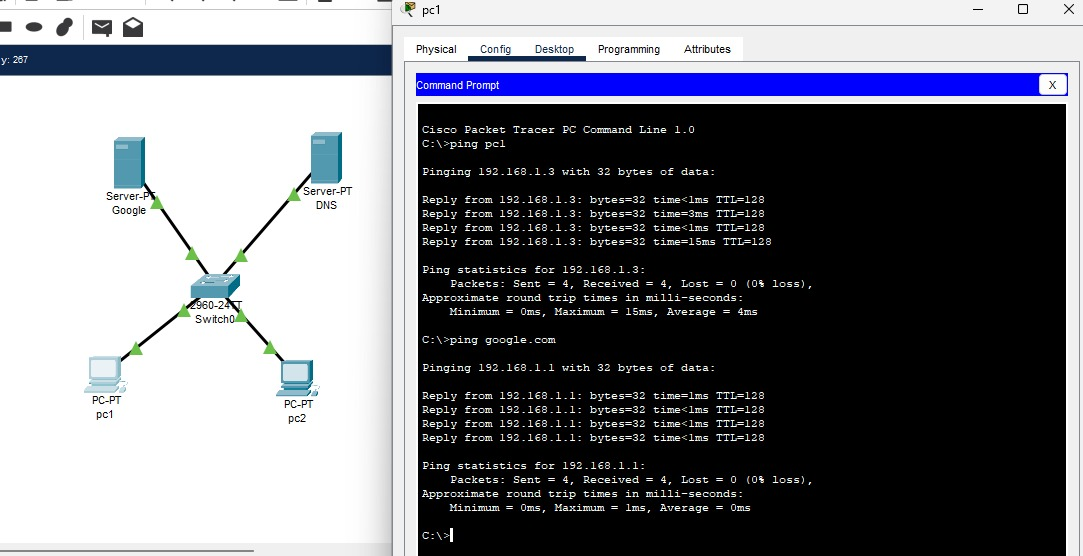 pc1
y: 267
Physical Config Desktop Programming Attributes
Command Prompt
X
Cisco Packet Tracer PC Command Line 1.0
C:\>ping pc1
Pinging 192.168.1.3 with 32 bytes of data:
Reply from 192.168.1.3: bytes=32 time<1ms TTL=128
Reply from 192.168.1.3: bytes=32 time=3ms TTL=128
Reply from 192.168.1.3: bytes=32 time<1ms TTL=128
Reply from 192.168.1.3: bytes=32 time=15ms TTL=128
Ping statistics for 192.168.1.3:
Packets: Sent = 4, Received = 4, Lost = 0 (0% loss),
Approximate round trip times in milli-seconds:
Minimum = 0ms, Maximum = 15ms, Average = 4ms
C:\>ping google.com
Pinging 192.168.1.1 with 32 bytes of data:
Reply from 192.168.1.1: bytes=32 time=1ms TTL=128
Reply from 192.168.1.1: bytes=32 time<1ms TTL=128
Reply from 192.168.1.1: bytes=32 time<1ms TTL=128
Reply from 192.168.1.1: bytes=32 time<1ms TTL=128
Ping statistics for 192.168.1.1:
Packets: Sent = 4, Received = 4, Lost = 0 (0% loss),
Approximate round trip times in milli-seconds:
Minimum = 0ms, Maximum = 1ms, Average = 0ms
C:\>
Server-PT
Google
Server-PT
DNS
2960-24TT
Switch0
PC-PT
pc1
PC-PT
pc2